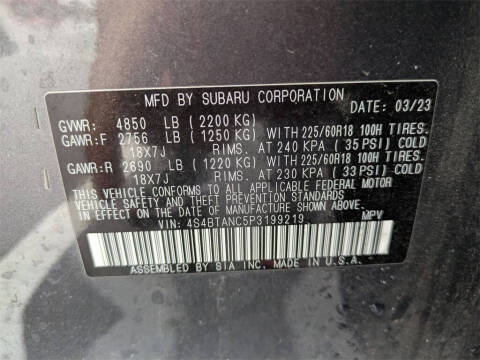 MFD BY SUBARU CORPORATION
DATE: 03/23
GVWR: 4850 LB (2200 KG)
GAWR:F 2756 LB (1250 KG) WITH 225/60R18 100H TIRES.
18X7J RIMS. AT 240 KPA (35 PSI) COLD
GAWR:R 2690 LB (1220 KG) WITH 225/60R18 100H TIRES.
18X7J RIMS. AT 230 KPA (33 PSI) COLD
THIS VEHICLE CONFORMS TO ALL APPLICABLE FEDERAL MOTOR
VEHICLE SAFETY, BUMPER, AND THEFT PREVENTION STANDARDS
IN EFFECT ON THE DATE OF MANUFACTURE SHOWN ABOVE.
VIN: 4S4BTANC5P3199219 MPV
ASSEMBLED BY SIA INC. MADE IN U.S.A.